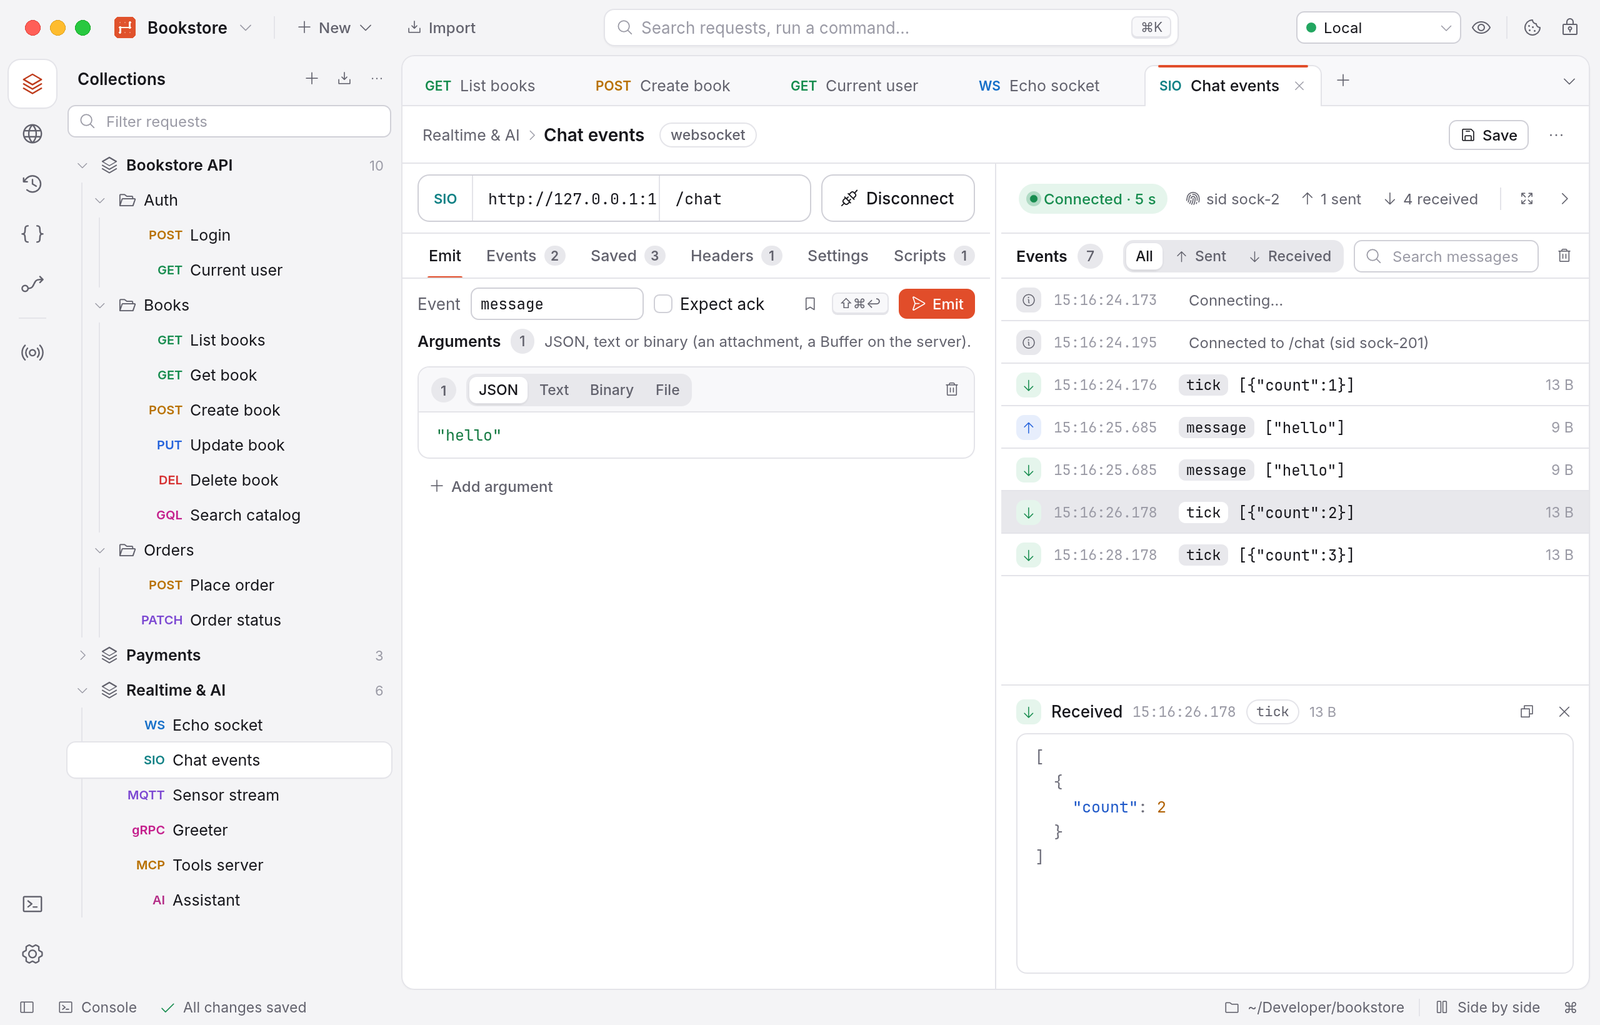 Bookstore
New
Import
Search requests, run a command...
⌘K
Local
Collections
Filter requests
Bookstore API 10
Auth
POST Login
GET Current user
Books
GET List books
GET Get book
POST Create book
PUT Update book
DEL Delete book
GQL Search catalog
Orders
POST Place order
PATCH Order status
Payments 3
Realtime & AI 6
WS Echo socket
SIO Chat events
MQTT Sensor stream
gRPC Greeter
MCP Tools server
AI Assistant
GET List books
POST Create book
GET Current user
WS Echo socket
SIO Chat events
Realtime & AI > Chat events websocket
Save
SIO http://127.0.0.1:1 /chat
Disconnect
Emit Events 2 Saved 3 Headers 1 Settings Scripts 1
Event message Expect ack ⇧⌘↩ Emit
Arguments 1 JSON, text or binary (an attachment, a Buffer on the server).
1 JSON Text Binary File
"hello"
+ Add argument
Connected · 5 s sid sock-2 ↑ 1 sent ↓ 4 received
Events 7 All ↑ Sent ↓ Received Search messages
15:16:24.173 Connecting...
15:16:24.195 Connected to /chat (sid sock-201)
15:16:24.176 tick [{"count":1}] 13 B
15:16:25.685 message ["hello"] 9 B
15:16:25.685 message ["hello"] 9 B
15:16:26.178 tick [{"count":2}] 13 B
15:16:28.178 tick [{"count":3}] 13 B
Received 15:16:26.178 tick 13 B
[
{
"count": 2
}
]
Console
All changes saved
~/Developer/bookstore
Side by side
⌘